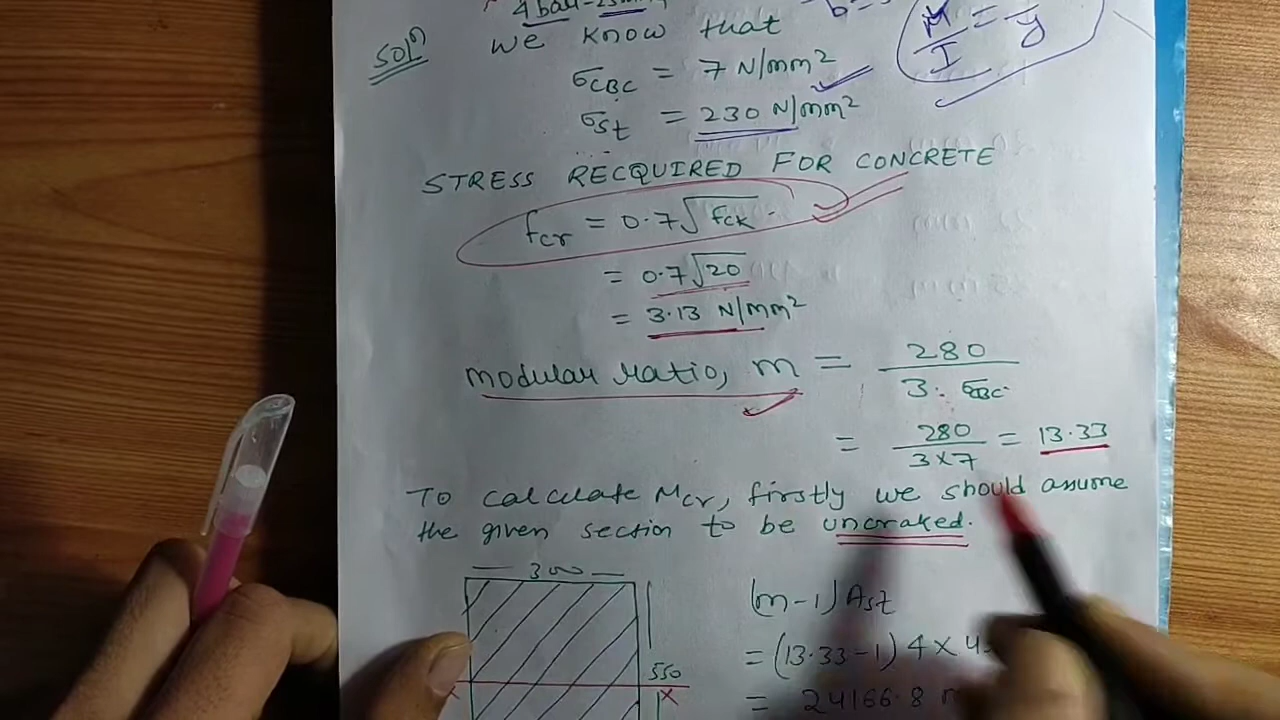 4 bar - 25mm
Solⁿ We know that
M/I = /y
σCBC = 7 N/mm²
σst = 230 N/mm²
STRESS RECQUIRED FOR CONCRETE
fcr = 0.7√fck
= 0.7√20
= 3.13 N/mm²
modular ratio, m = 280 / 3. σCBC
= 280 / 3×7 = 13.33
To calculate Mcr, firstly we should assume
the given section to be uncraked.
300
(m-1) Ast
= (13.33-1) 4 ×
550
X X
= 24166.8